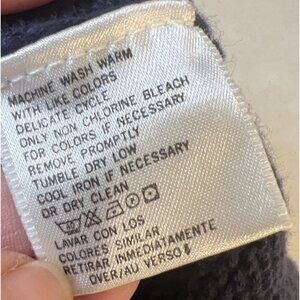 MACHINE WASH WARM
WITH LIKE COLORS
DELICATE CYCLE
ONLY NON CHLORINE BLEACH
FOR COLORS IF NECESSARY
REMOVE PROMPTLY
TUMBLE DRY LOW
COOL IRON IF NECESSARY
OR DRY CLEAN
LAVAR CON LOS
COLORES SIMILAR
RETIRAR INMEDIATAMENTE
OVER/AU VERSO